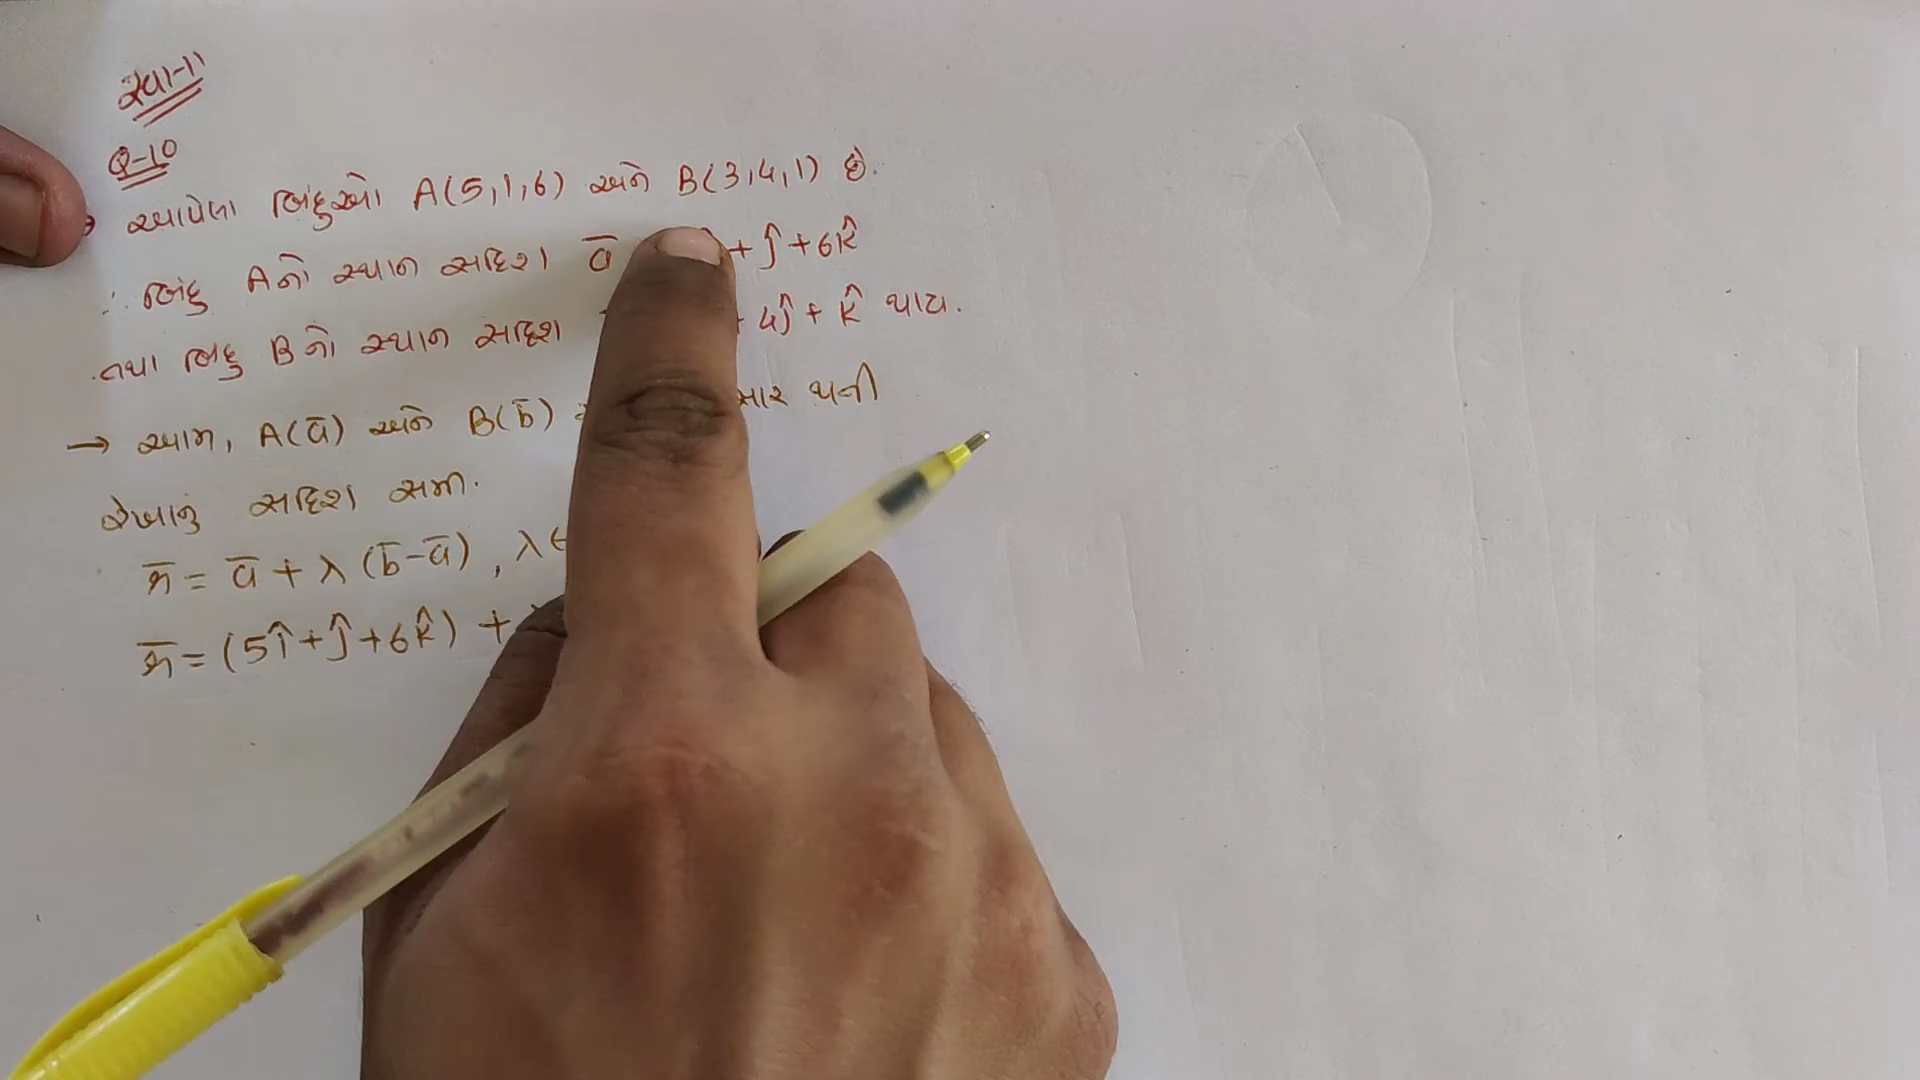 સ્વા-11
Q-10
આપેલા બિંદુઓ A(5,1,6) અને B(3,4,1) છે.
∴ બિંદુ A નો સ્થાન સદિશ a̅ + ĵ + 6k̂
તથા બિંદુ B નો સ્થાન સદિશ + 4ĵ + k̂ થાય.
→ આમ, A(a̅) અને B(b̅) થતી
રેખાનું સદિશ સમી.
r̅ = a̅ + λ (b̅-a̅) , λ ∈
r̅ = (5î+ĵ+6k̂) +